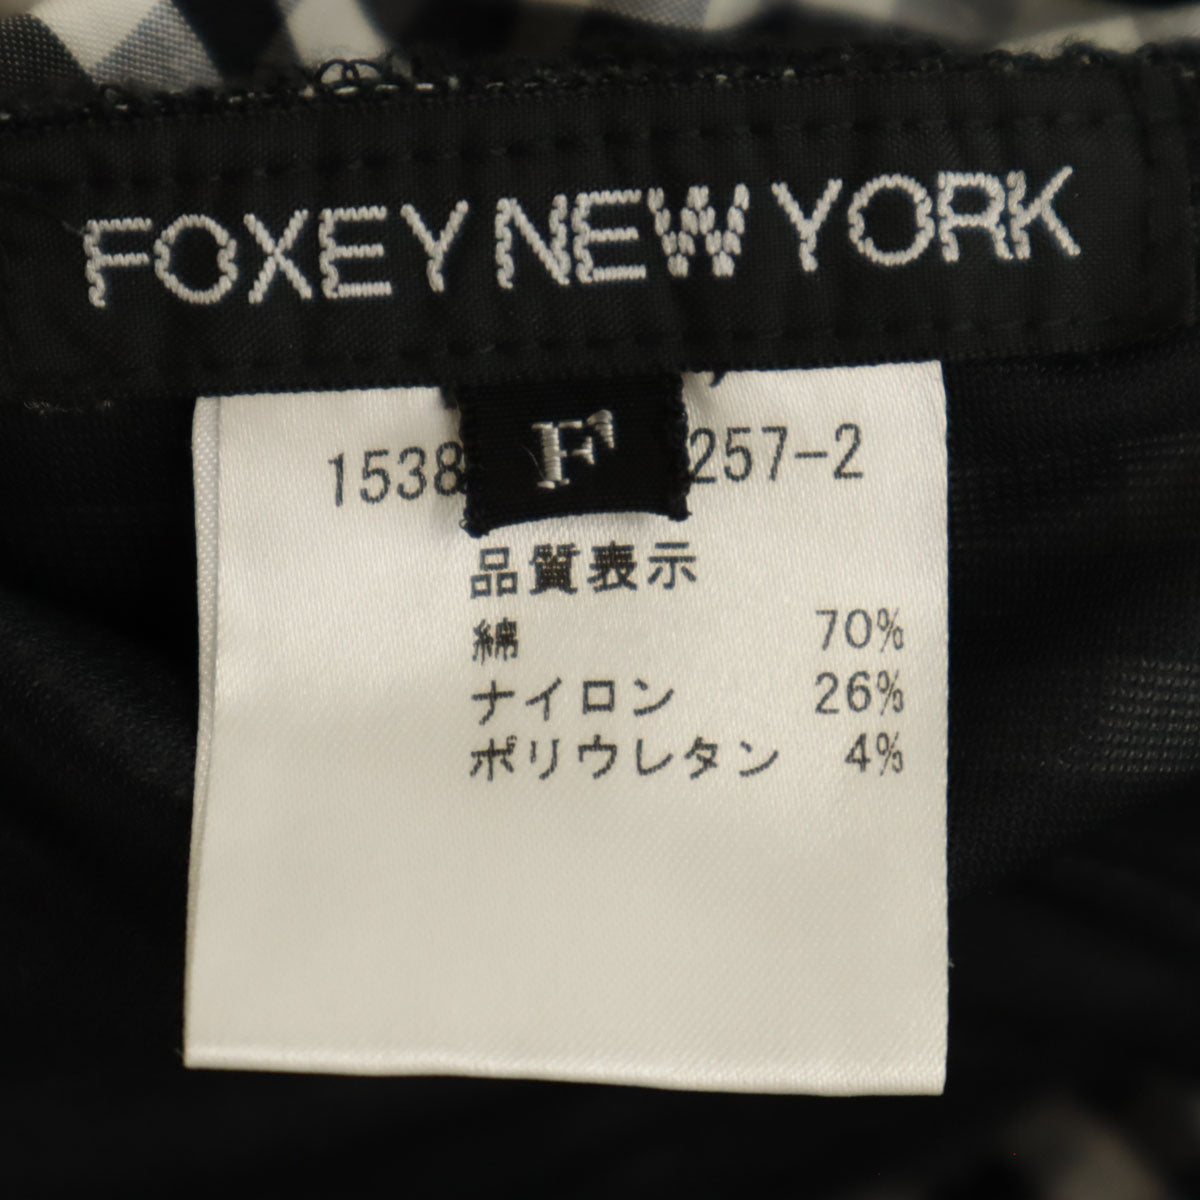 FOXEY NEW YORK
F
1538 257-2
品質表示
綿 70%
ナイロン 26%
ポリウレタン 4%